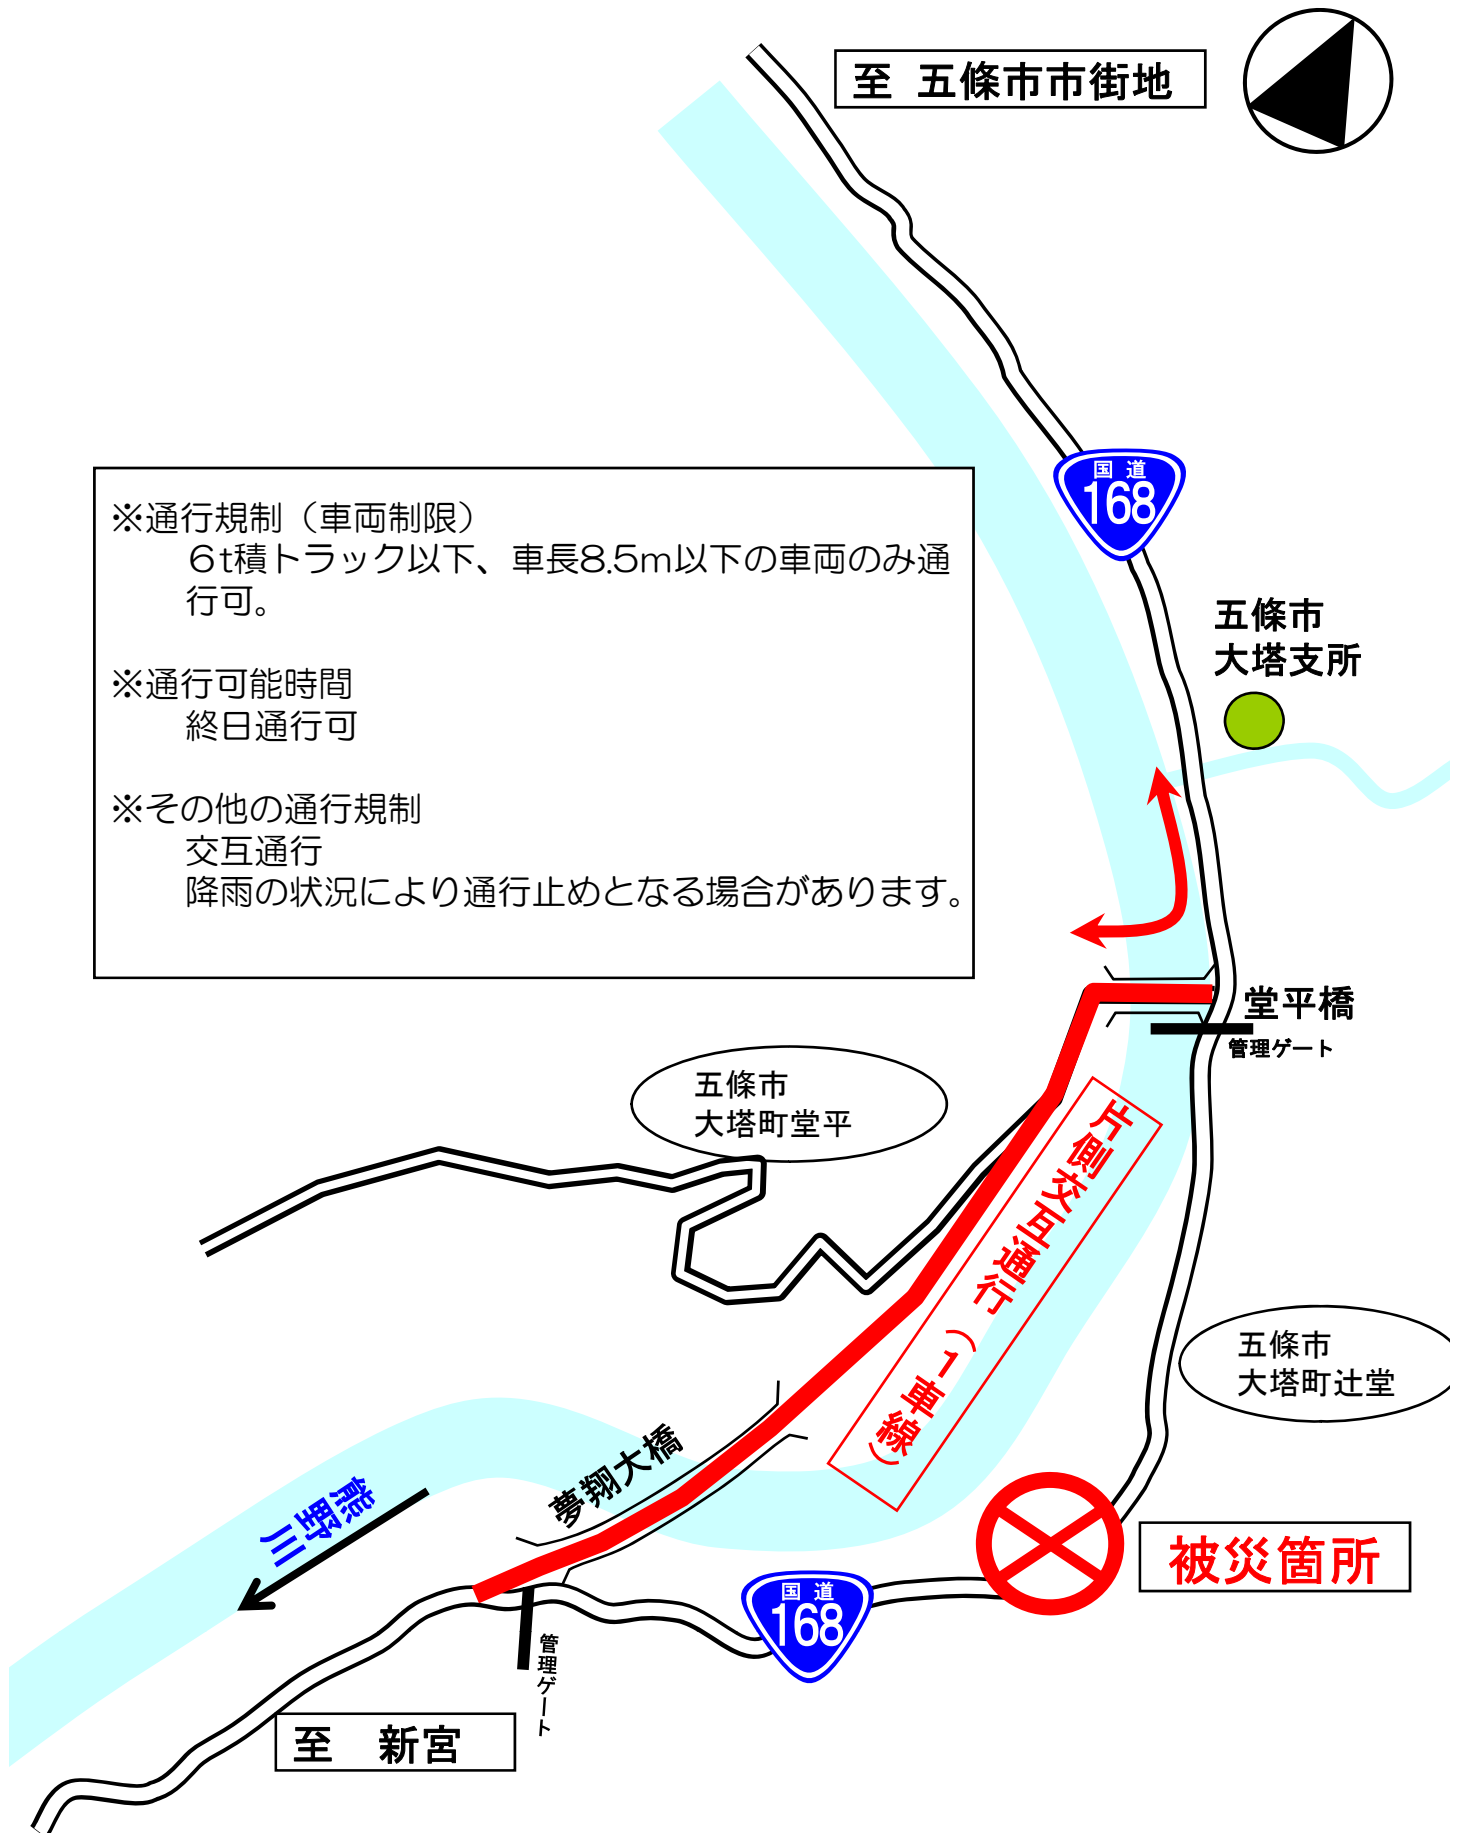 至 五條市市街地
国道
168
※通行規制（車両制限）
6t積トラック以下、車長8.5m以下の車両のみ通
行可。
※通行可能時間
終日通行可
※その他の通行規制
交互通行
降雨の状況により通行止めとなる場合があります。
五條市
大塔支所
堂平橋
管理ゲート
五條市
大塔町堂平
片側交互通行（1車線）
五條市
大塔町辻堂
夢翔大橋
熊野川
被災箇所
国道
168
管理ゲート
至　新宮